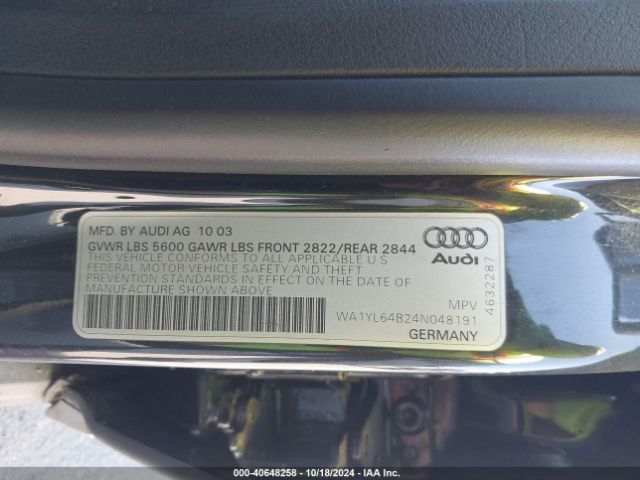 MFD. BY AUDI AG 10 03
GVWR LBS 5600 GAWR LBS FRONT 2822/REAR 2844
THIS VEHICLE CONFORMS TO ALL APPLICABLE U S
FEDERAL MOTOR VEHICLE SAFETY AND THEFT
PREVENTION STANDARDS IN EFFECT ON THE DATE OF
MANUFACTURE SHOWN ABOVE
Audi
4632287
MPV
WA1YL64B24N048191
GERMANY
000-40648258 - 10/18/2024 - IAA Inc.